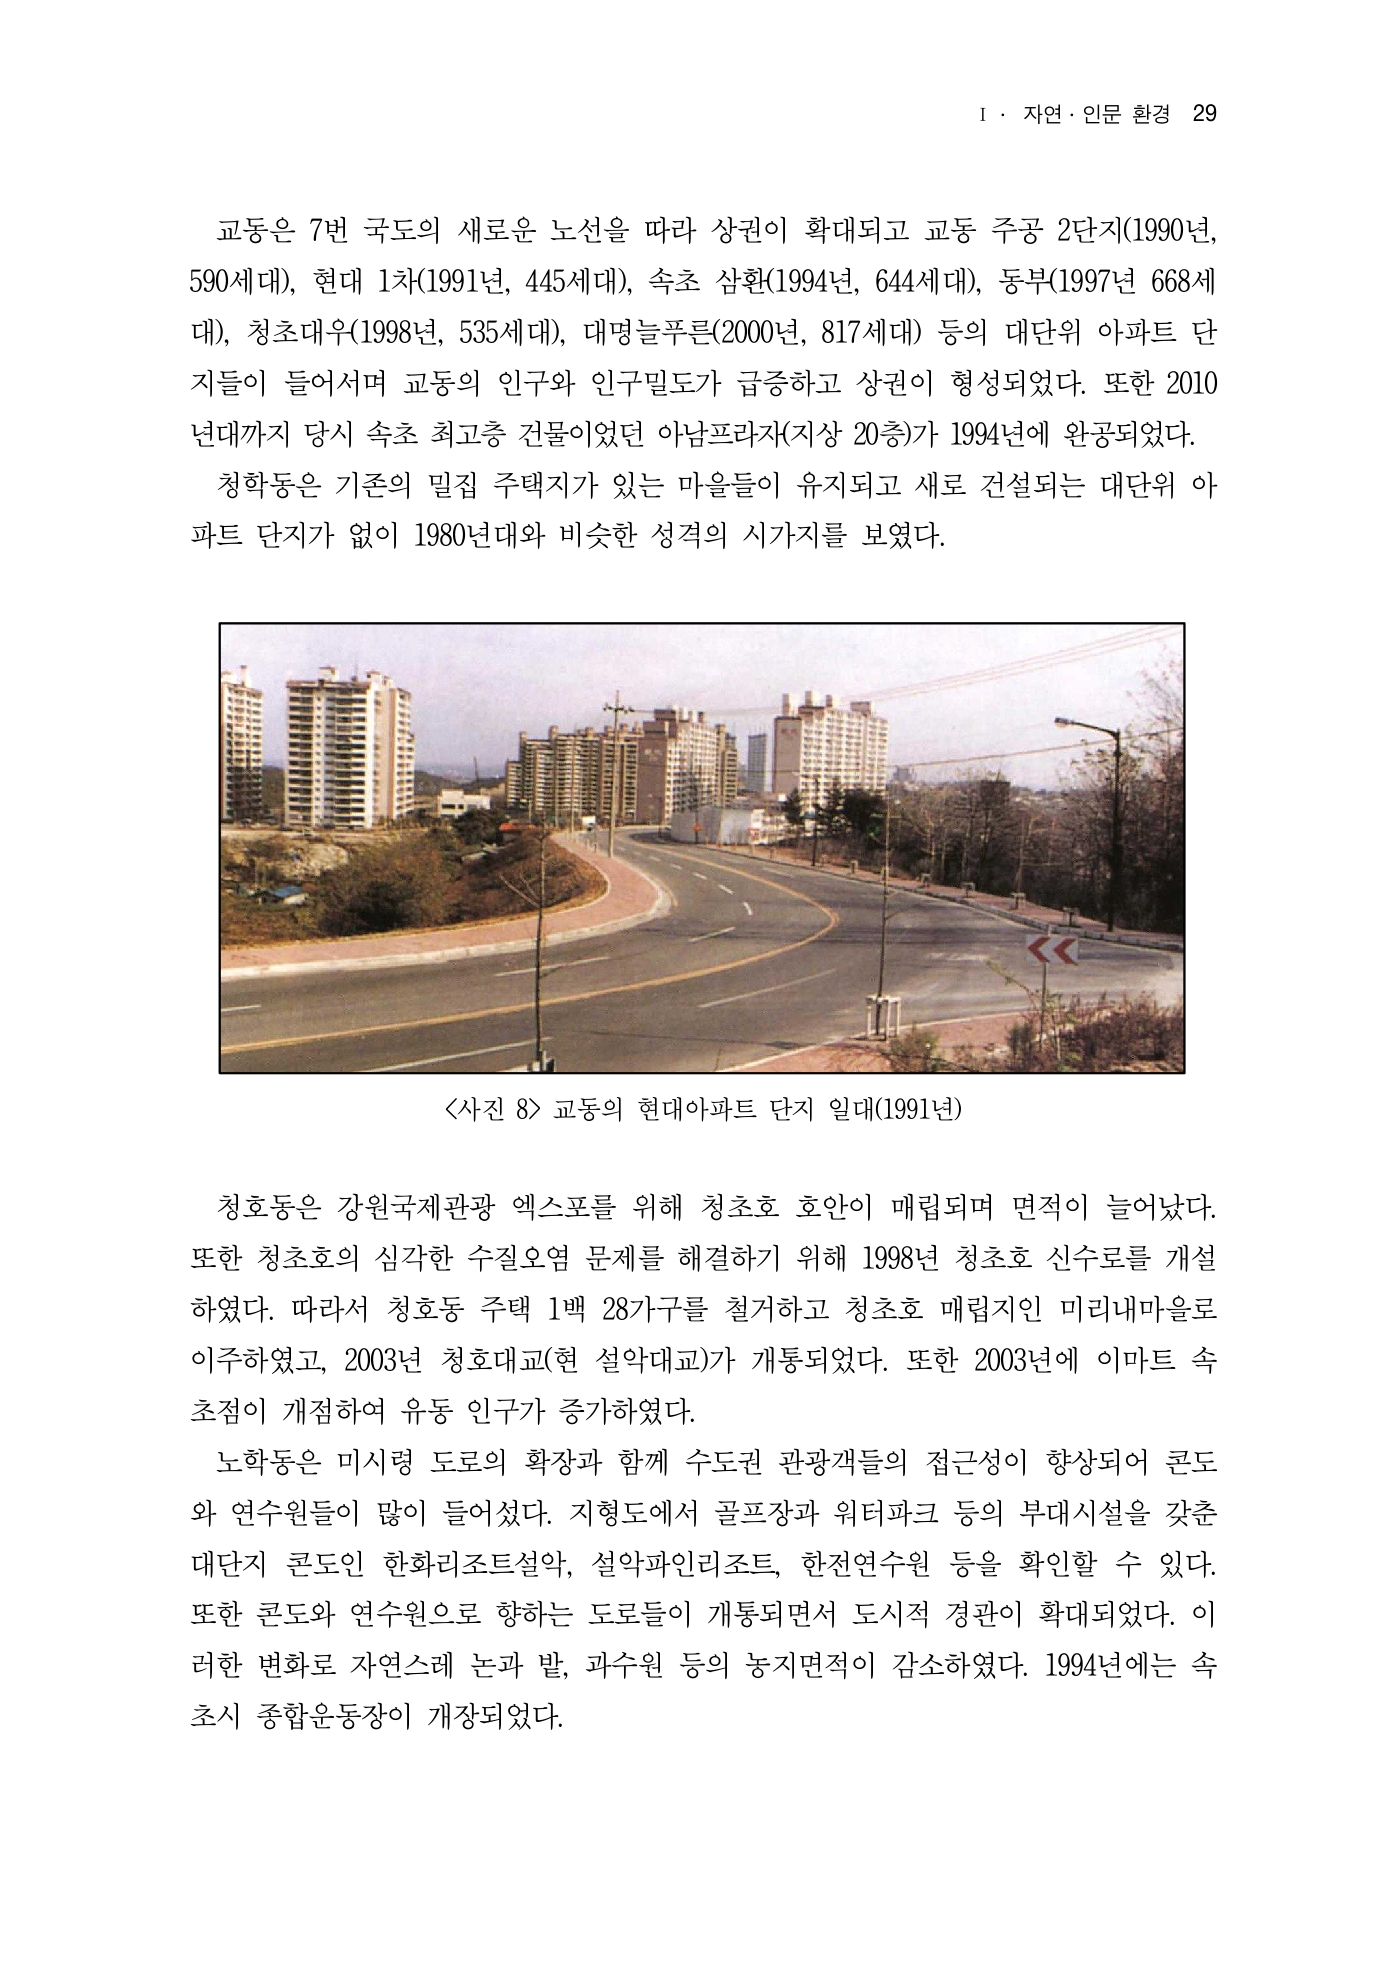 I · 자연·인문 환경 29
교동은 7번 국도의 새로운 노선을 따라 상권이 확대되고 교동 주공 2단지(1990년,
590세대), 현대 1차(1991년, 445세대), 속초 삼환(1994년, 644세대), 동부(1997년 668세
대), 청초대우(1998년, 535세대), 대명늘푸른(2000년, 817세대) 등의 대단위 아파트 단
지들이 들어서며 교동의 인구와 인구밀도가 급증하고 상권이 형성되었다. 또한 2010
년대까지 당시 속초 최고층 건물이었던 아남프라자(지상 20층)가 1994년에 완공되었다.
청학동은 기존의 밀집 주택지가 있는 마을들이 유지되고 새로 건설되는 대단위 아
파트 단지가 없이 1980년대와 비슷한 성격의 시가지를 보였다.
<사진 8> 교동의 현대아파트 단지 일대(1991년)
청호동은 강원국제관광 엑스포를 위해 청초호 호안이 매립되며 면적이 늘어났다.
또한 청초호의 심각한 수질오염 문제를 해결하기 위해 1998년 청초호 신수로를 개설
하였다. 따라서 청호동 주택 1백 28가구를 철거하고 청초호 매립지인 미리내마을로
이주하였고, 2003년 청호대교(현 설악대교)가 개통되었다. 또한 2003년에 이마트 속
초점이 개점하여 유동 인구가 증가하였다.
노학동은 미시령 도로의 확장과 함께 수도권 관광객들의 접근성이 향상되어 콘도
와 연수원들이 많이 들어섰다. 지형도에서 골프장과 워터파크 등의 부대시설을 갖춘
대단지 콘도인 한화리조트설악, 설악파인리조트, 한전연수원 등을 확인할 수 있다.
또한 콘도와 연수원으로 향하는 도로들이 개통되면서 도시적 경관이 확대되었다. 이
러한 변화로 자연스레 논과 밭, 과수원 등의 농지면적이 감소하였다. 1994년에는 속
초시 종합운동장이 개장되었다.